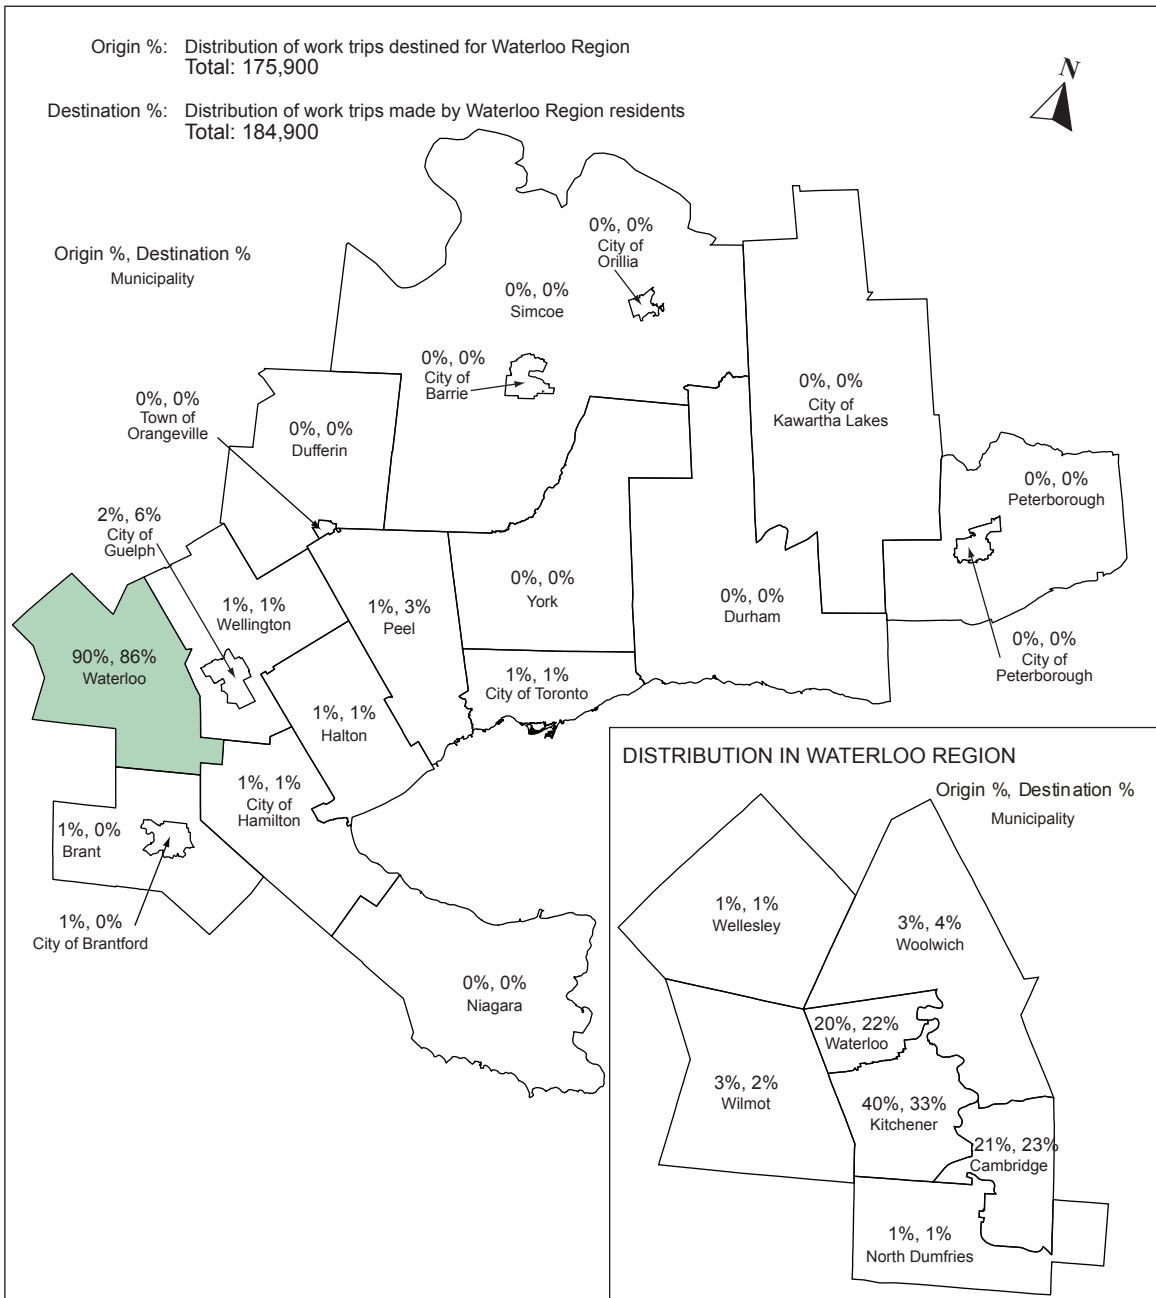 Origin %: Distribution of work trips destined for Waterloo Region
Total: 175,900
Destination %: Distribution of work trips made by Waterloo Region residents
Total: 184,900
N
Origin %, Destination %
Municipality
0%, 0%
City of
Orillia
0%, 0%
Simcoe
0%, 0%
City of
Barrie
0%, 0%
Town of
Orangeville
0%, 0%
Dufferin
0%, 0%
City of
Kawartha Lakes
0%, 0%
Peterborough
2%, 6%
City of
Guelph
1%, 1%
Wellington
1%, 3%
Peel
0%, 0%
York
0%, 0%
Durham
0%, 0%
City of
Peterborough
90%, 86%
Waterloo
1%, 1%
City of Toronto
1%, 1%
Halton
1%, 1%
City of
Hamilton
1%, 0%
Brant
1%, 0%
City of Brantford
0%, 0%
Niagara
DISTRIBUTION IN WATERLOO REGION
Origin %, Destination %
Municipality
1%, 1%
Wellesley
3%, 4%
Woolwich
20%, 22%
Waterloo
3%, 2%
Wilmot
40%, 33%
Kitchener
21%, 23%
Cambridge
1%, 1%
North Dumfries